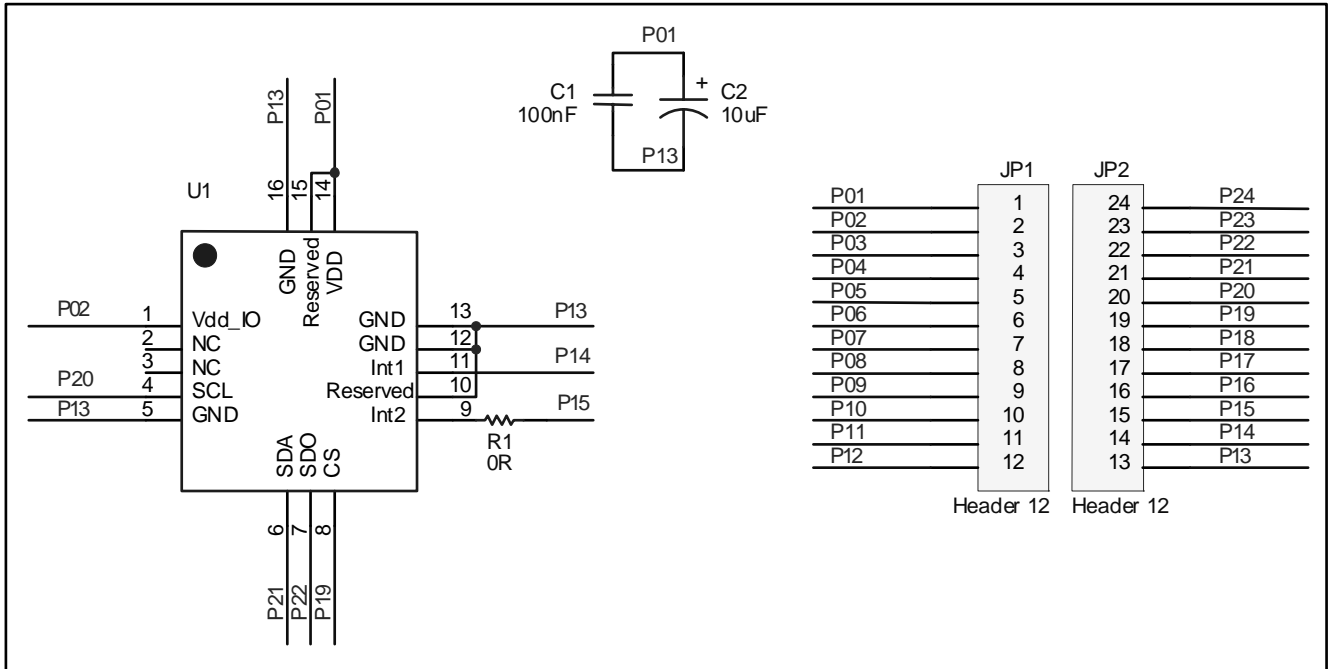 P01
C1
100nF
+
C2
10uF
P13
P13
P01
16
15
14
U1
GND
Reserved
VDD
P02
1
Vdd_IO
2
NC
3
NC
P20
4
SCL
P13
5
GND
GND
13
P13
GND
12
Int1
11
P14
Reserved
10
Int2
9
P15
R1
0R
SDA
SDO
CS
6
7
8
P21
P22
P19
JP1
P01
1
P02
2
P03
3
P04
4
P05
5
P06
6
P07
7
P08
8
P09
9
P10
10
P11
11
P12
12
Header 12
JP2
24
P24
23
P23
22
P22
21
P21
20
P20
19
P19
18
P18
17
P17
16
P16
15
P15
14
P14
13
P13
Header 12